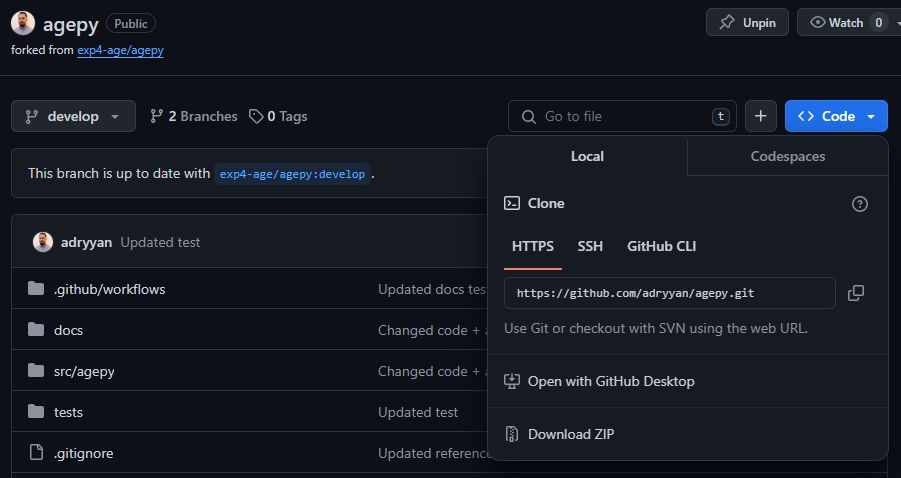 agepy Public
Unpin
Watch 0
forked from exp4-age/agepy
develop
2 Branches
0 Tags
Go to file
t
Code
This branch is up to date with exp4-age/agepy:develop .
adryyan Updated test
.github/workflows Updated docs tes
docs Changed code +
src/agepy Changed code +
tests Updated test
.gitignore Updated reference
Local
Codespaces
Clone
HTTPS
SSH
GitHub CLI
https://github.com/adryyan/agepy.git
Use Git or checkout with SVN using the web URL.
Open with GitHub Desktop
Download ZIP